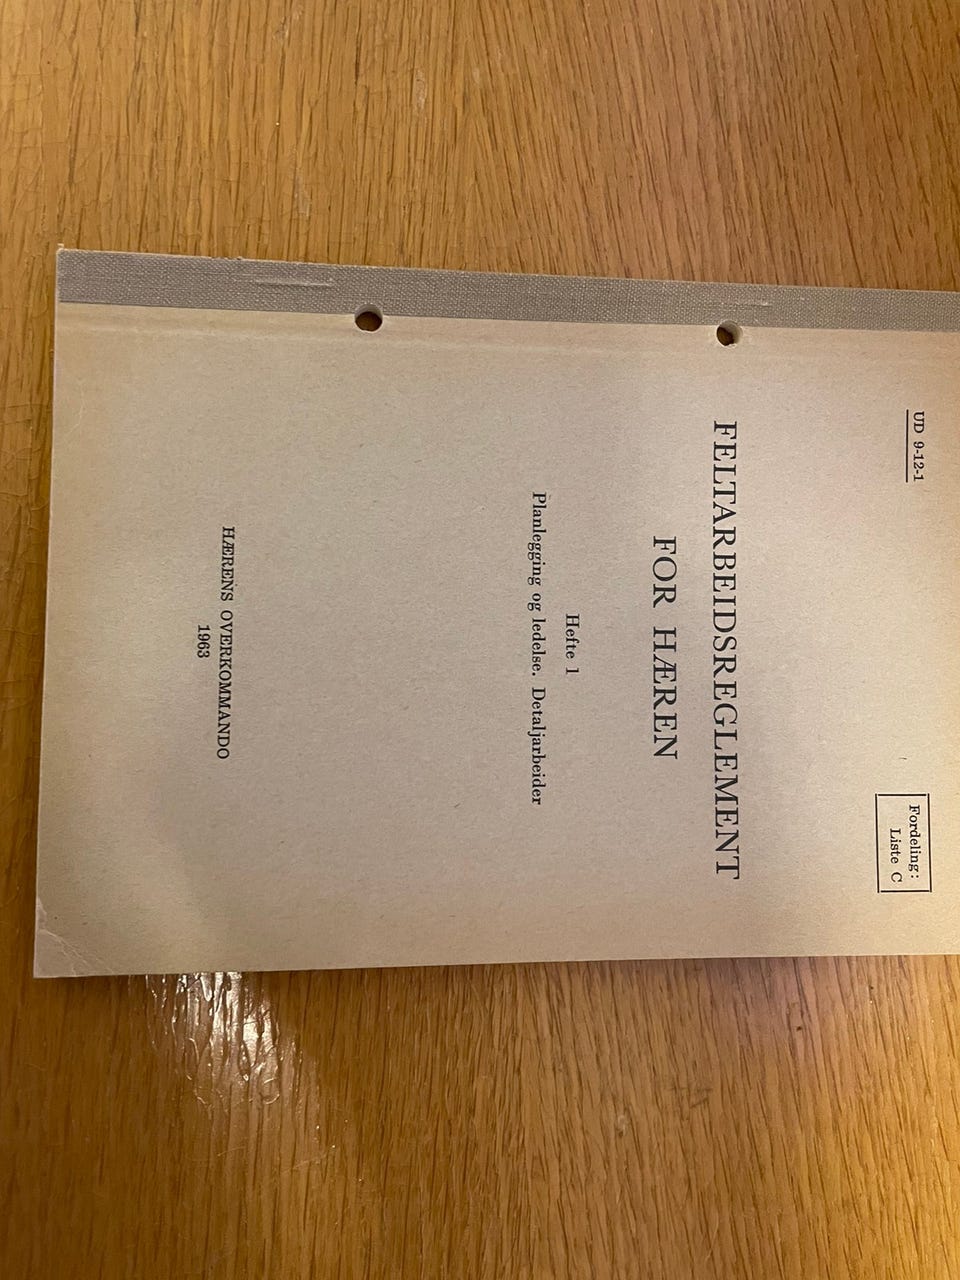 UD 9-12-1
Fordeling:
Liste C
FELTARBEIDSREGLEMENT
FOR HÆREN
Hefte 1
Planlegging og ledelse. Detaljarbeider
HÆRENS OVERKOMMANDO
1963